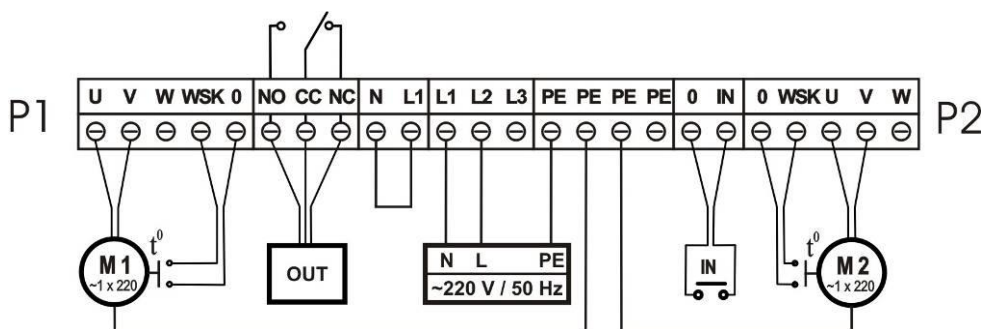 P1 U V W WSK 0 NO CC NC N L1 L1 L2 L3 PE PE PE PE 0 IN 0 WSK U V W P2
t⁰ t⁰
M 1 OUT N L PE IN M 2
~1 x 220 ~220 V / 50 Hz ~1 x 220